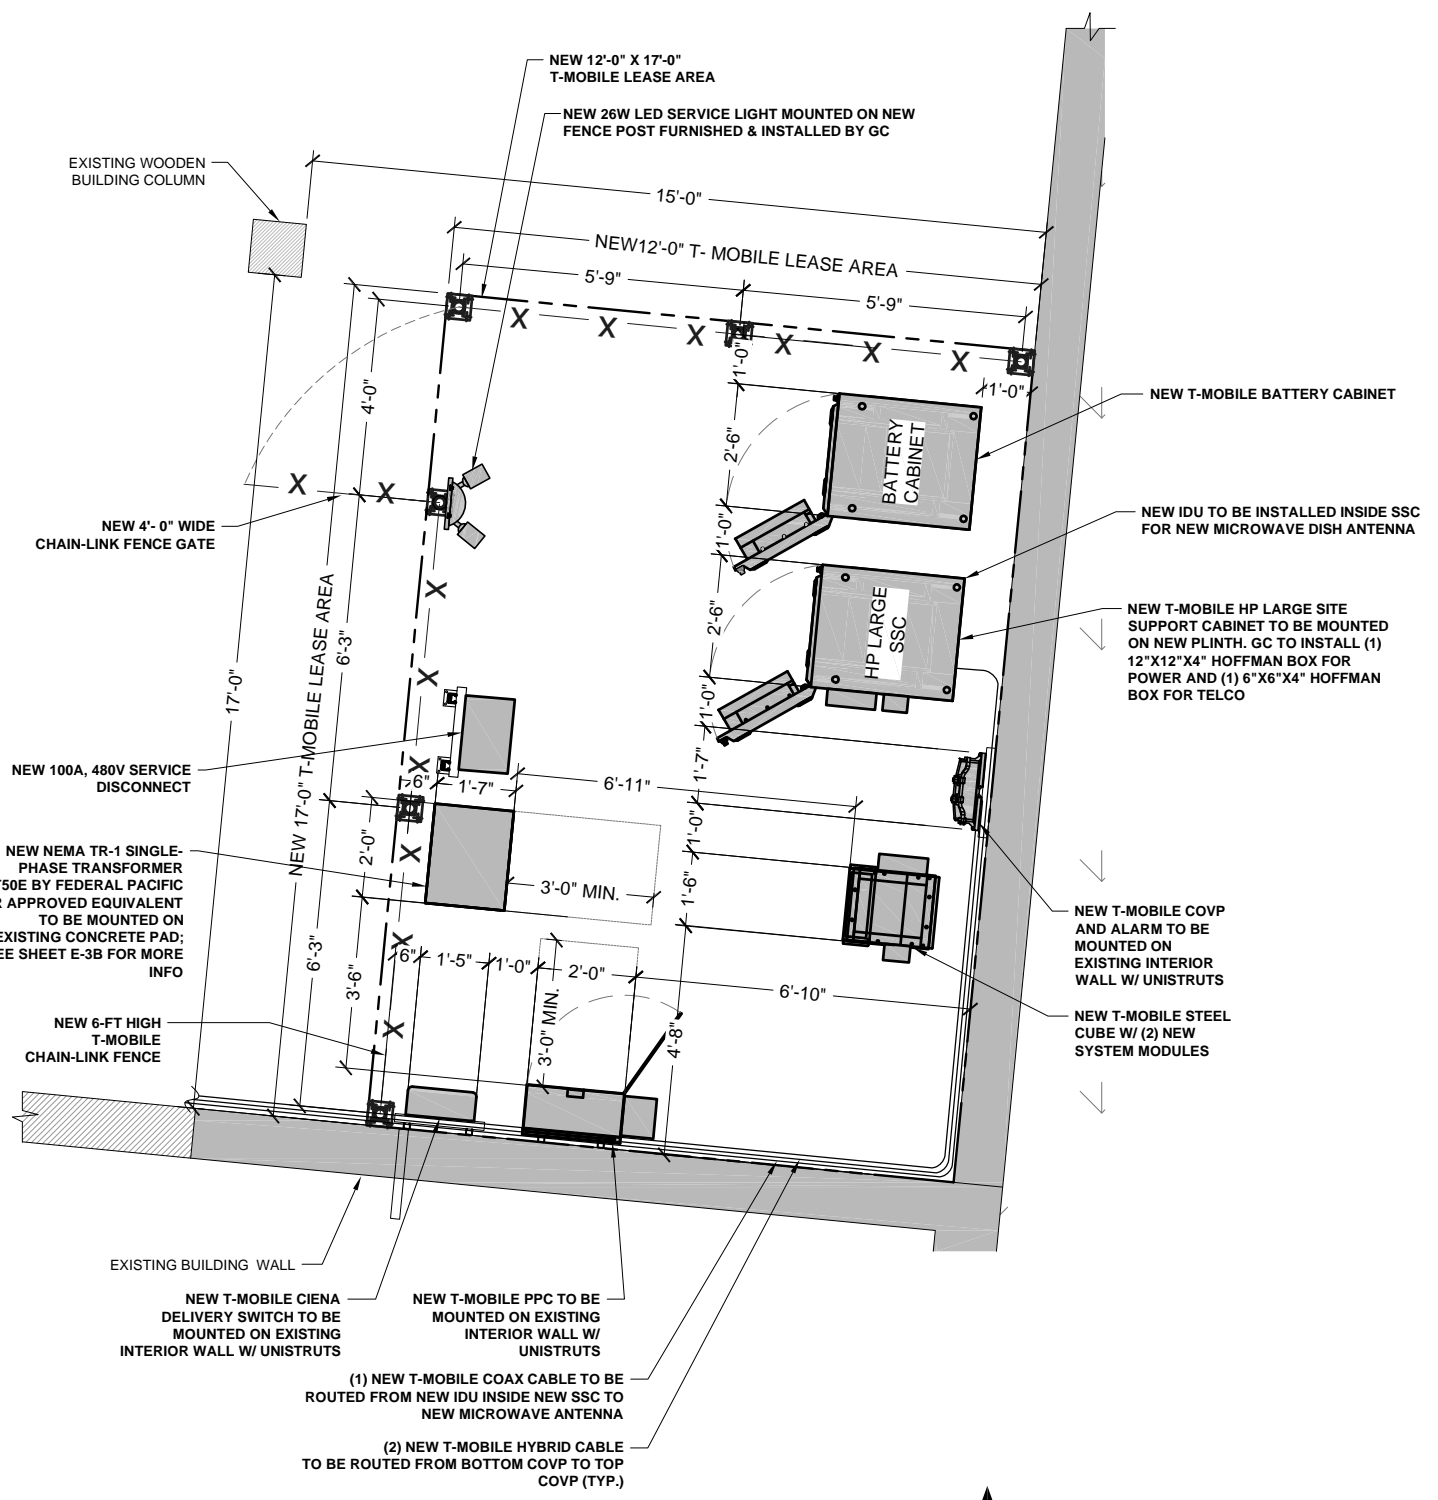 NEW 12'-0" X 17'-0"
T-MOBILE LEASE AREA
NEW 26W LED SERVICE LIGHT MOUNTED ON NEW
FENCE POST FURNISHED & INSTALLED BY GC
EXISTING WOODEN
BUILDING COLUMN
15'-0"
NEW12'-0" T- MOBILE LEASE AREA
5'-9"
5'-9"
X X X X X X
1'-0"
1'-0"
4'-0"
NEW T-MOBILE BATTERY CABINET
BATTERY
CABINET
2'-6"
X X
NEW 4'- 0" WIDE
CHAIN-LINK FENCE GATE
1'-0"
NEW IDU TO BE INSTALLED INSIDE SSC
FOR NEW MICROWAVE DISH ANTENNA
HP LARGE
SSC
2'-6"
NEW T-MOBILE HP LARGE SITE
SUPPORT CABINET TO BE MOUNTED
ON NEW PLINTH. GC TO INSTALL (1)
12"X12"X4" HOFFMAN BOX FOR
POWER AND (1) 6"X6"X4" HOFFMAN
BOX FOR TELCO
X
X
X
X
X
X
17'-0"
NEW 17'-0" T-MOBILE LEASE AREA
6'-3"
1'-0"
1'-7"
NEW 100A, 480V SERVICE
DISCONNECT
6"
1'-7"
6'-11"
1'-0"
2'-0"
NEW NEMA TR-1 SINGLE-
PHASE TRANSFORMER
T50E BY FEDERAL PACIFIC
APPROVED EQUIVALENT
TO BE MOUNTED ON
EXISTING CONCRETE PAD;
SEE SHEET E-3B FOR MORE
INFO
3'-0" MIN.
1'-6"
NEW T-MOBILE COVP
AND ALARM TO BE
MOUNTED ON
EXISTING INTERIOR
WALL W/ UNISTRUTS
6'-3"
3'-6"
6"
1'-5"
1'-0"
2'-0"
6'-10"
3'-0" MIN.
4'-8"
NEW T-MOBILE STEEL
CUBE W/ (2) NEW
SYSTEM MODULES
NEW 6-FT HIGH
T-MOBILE
CHAIN-LINK FENCE
EXISTING BUILDING WALL
NEW T-MOBILE CIENA
DELIVERY SWITCH TO BE
MOUNTED ON EXISTING
INTERIOR WALL W/ UNISTRUTS
NEW T-MOBILE PPC TO BE
MOUNTED ON EXISTING
INTERIOR WALL W/
UNISTRUTS
(1) NEW T-MOBILE COAX CABLE TO BE
ROUTED FROM NEW IDU INSIDE NEW SSC TO
NEW MICROWAVE ANTENNA
(2) NEW T-MOBILE HYBRID CABLE
TO BE ROUTED FROM BOTTOM COVP TO TOP
COVP (TYP.)